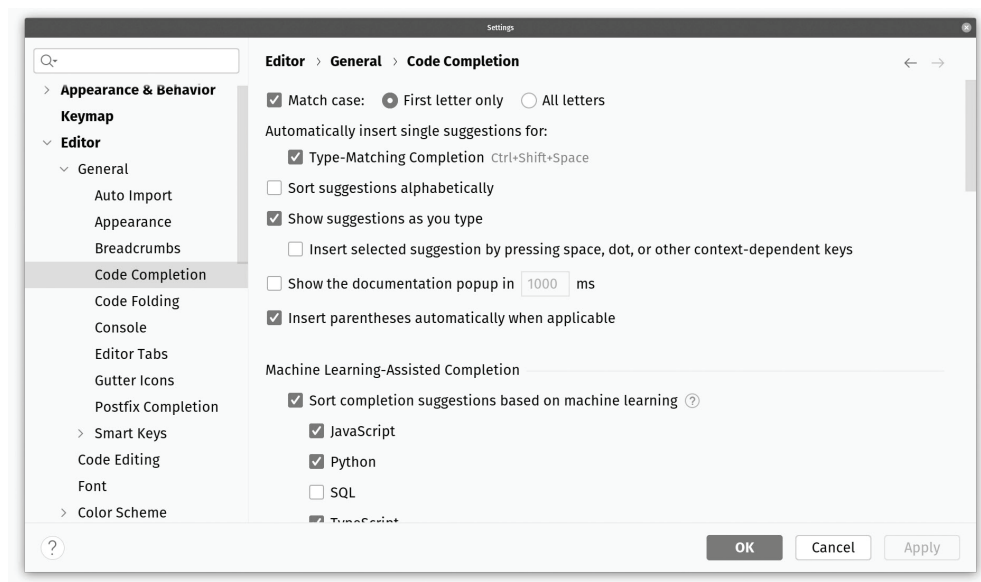 Settings
Appearance & Behavior
Keymap
Editor
General
Auto Import
Appearance
Breadcrumbs
Code Completion
Code Folding
Console
Editor Tabs
Gutter Icons
Postfix Completion
Smart Keys
Code Editing
Font
Color Scheme
Editor > General > Code Completion
Match case: First letter only All letters
Automatically insert single suggestions for:
Type-Matching Completion Ctrl+Shift+Space
Sort suggestions alphabetically
Show suggestions as you type
Insert selected suggestion by pressing space, dot, or other context-dependent keys
Show the documentation popup in 1000 ms
Insert parentheses automatically when applicable
Machine Learning-Assisted Completion
Sort completion suggestions based on machine learning ?
JavaScript
Python
SQL
TypeScript
? OK Cancel Apply